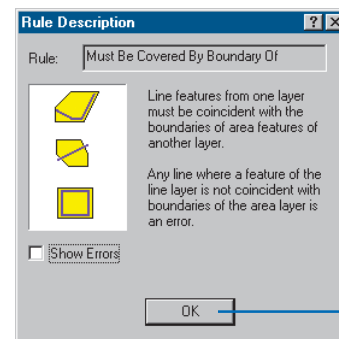 Rule Description
Rule: Must Be Covered By Boundary Of
Line features from one layer
must be coincident with the
boundaries of area features of
another layer.
Any line where a feature of the
line layer is not coincident with
boundaries of the area layer is
an error.
Show Errors
OK